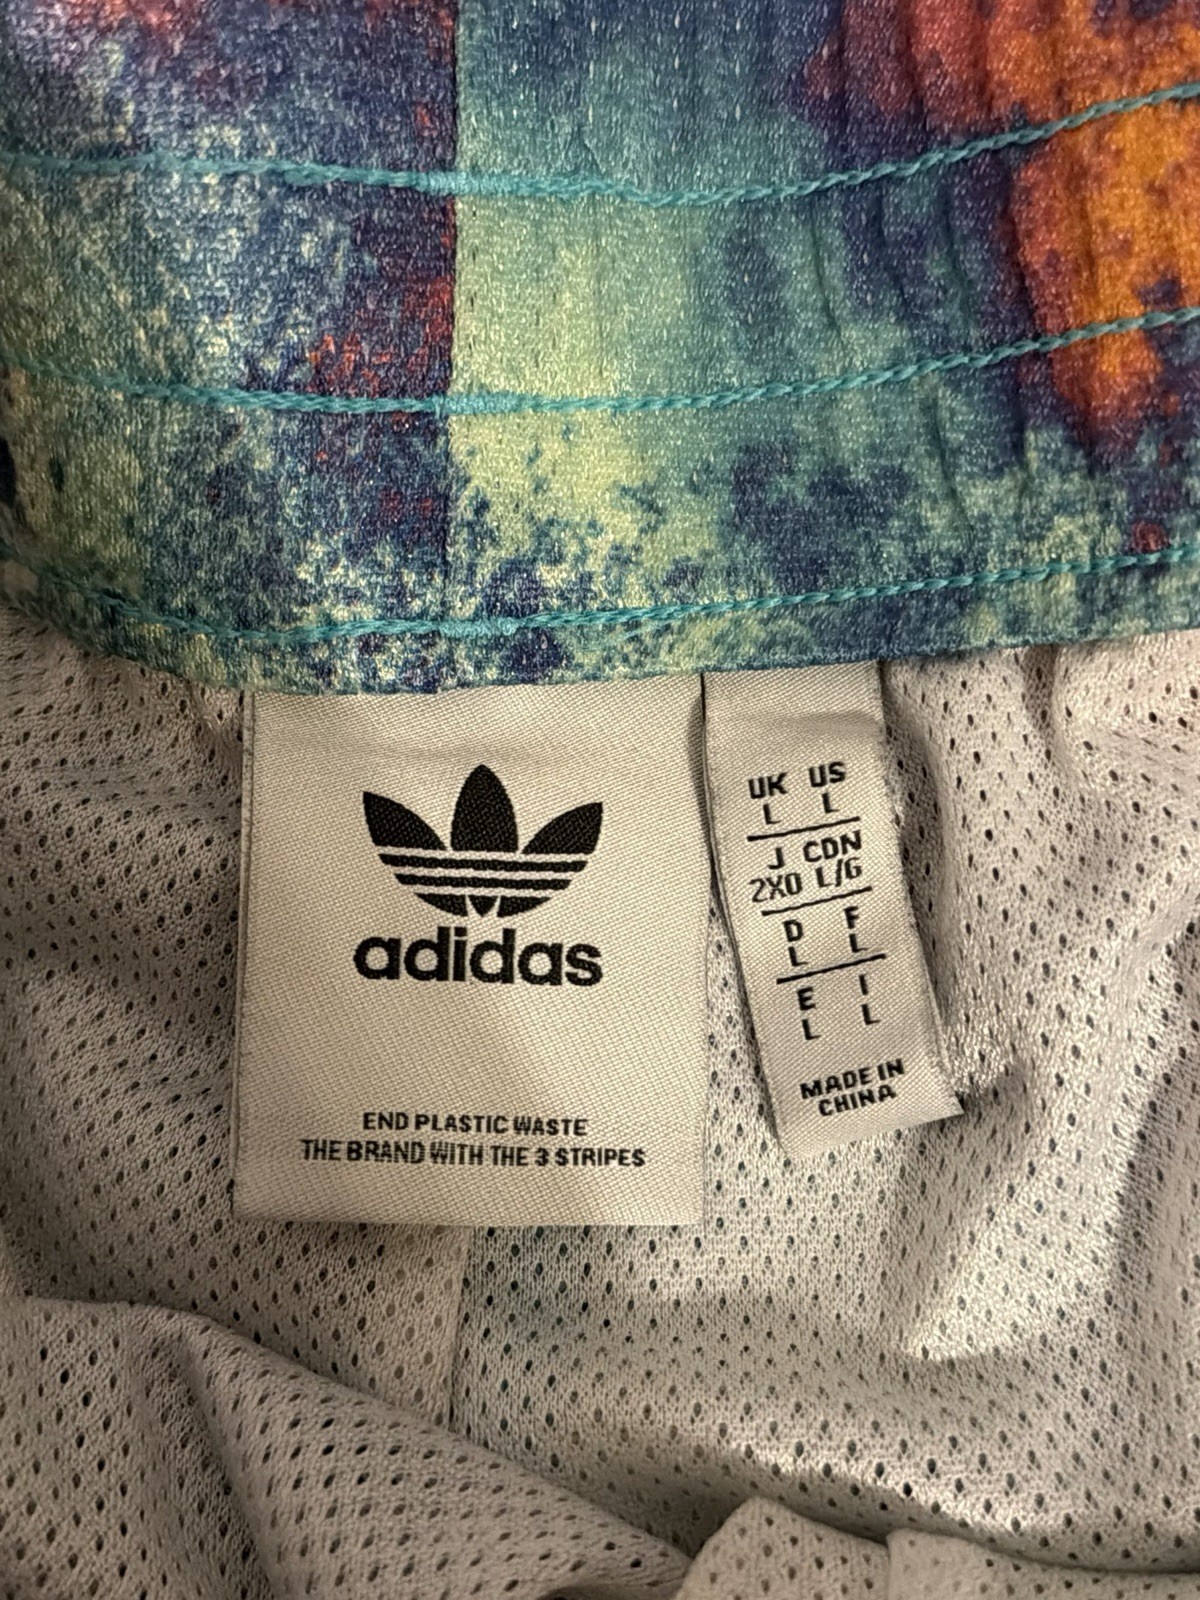 adidas
END PLASTIC WASTE
THE BRAND WITH THE 3 STRIPES
UK US
L L
J CDN
2XO L/G
D F
L L
E I
L L
MADE IN
CHINA